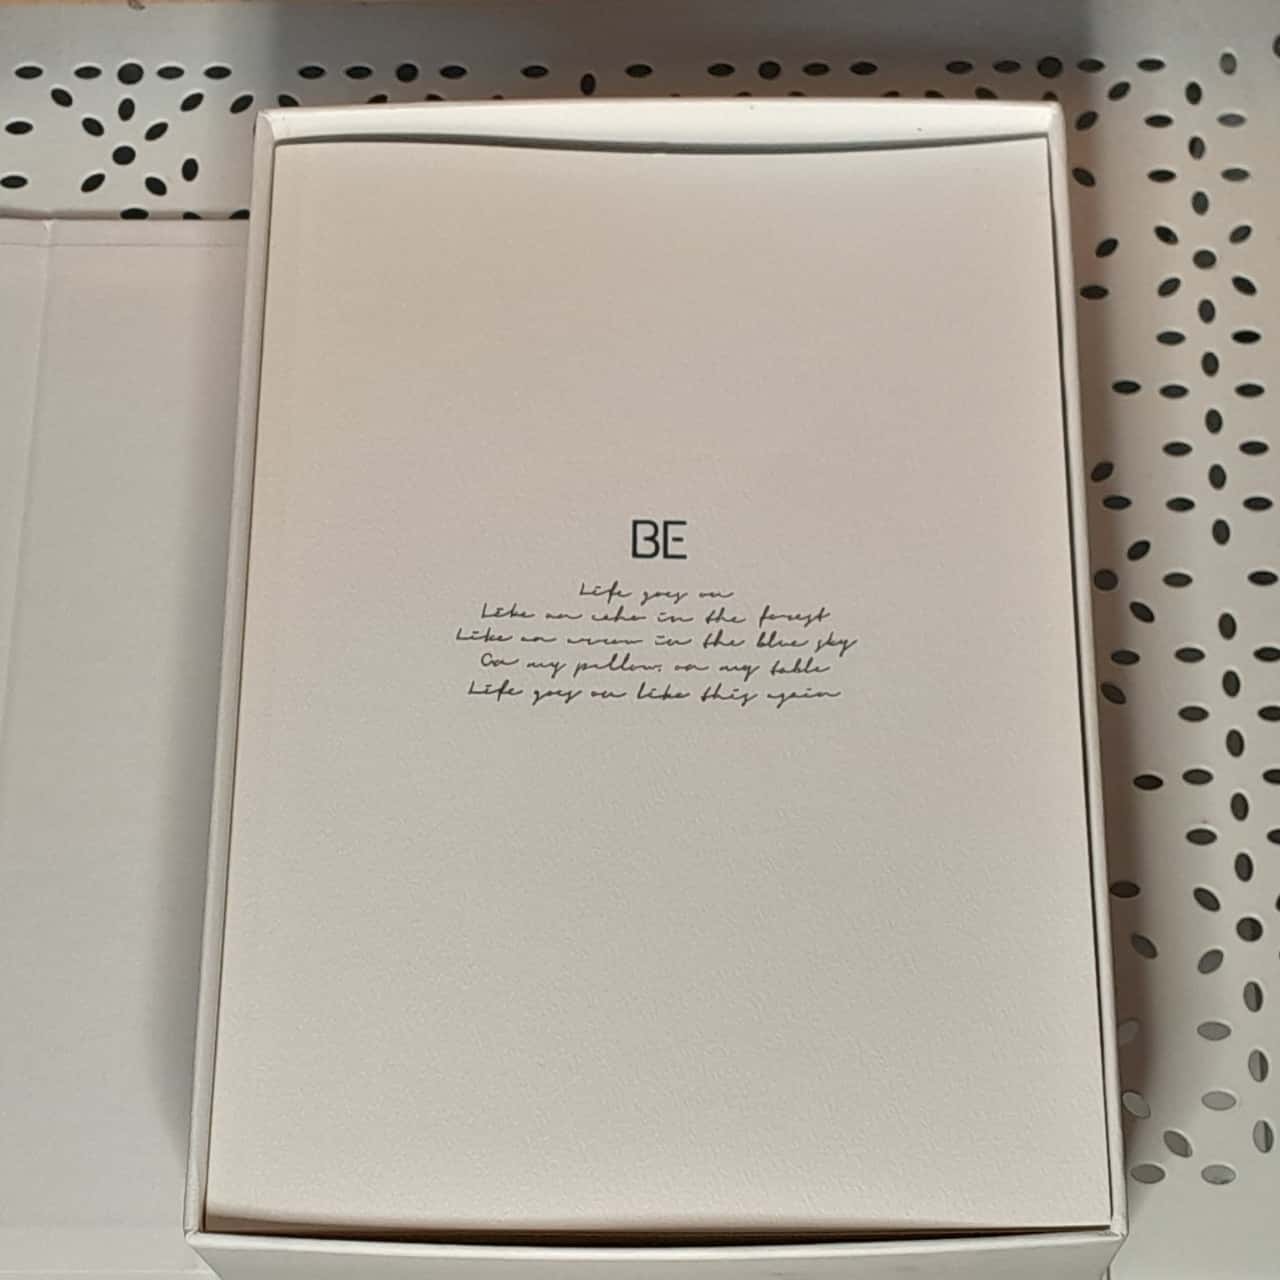 BE
Life goes on
Like an echo in the forest
Like an arrow in the blue sky
On my pillow, on my table
Life goes on like this again